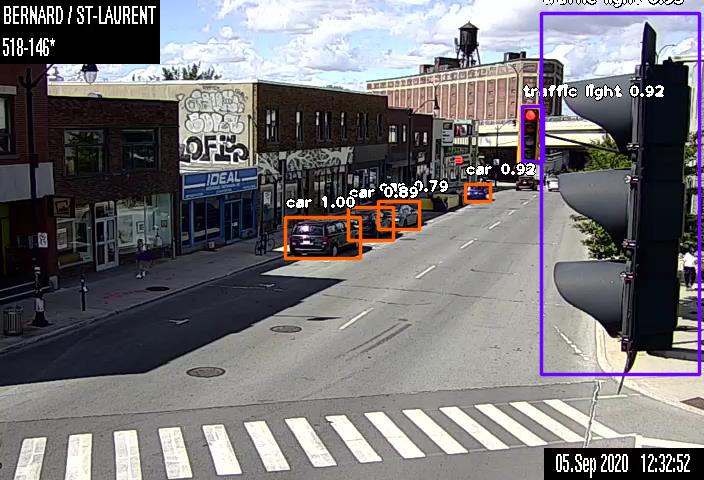 BERNARD / ST-LAURENT
518-146*
traffic light 0.92
car 0.92
car 1.00
car 0.89
0.79
IDEAL
05.Sep 2020 12:32:52